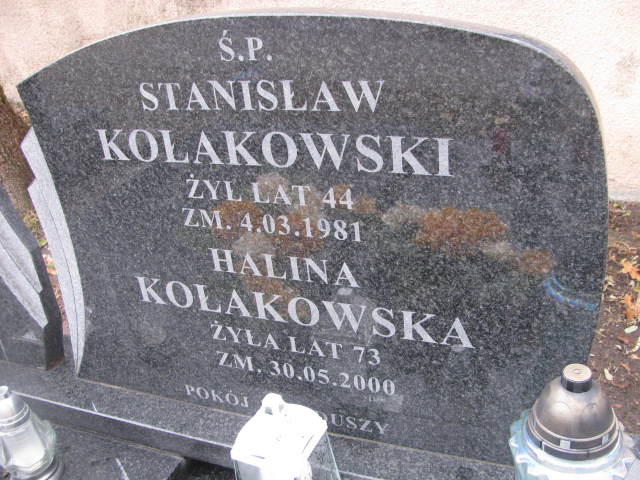 Ś.P.
STANISŁAW
KOŁAKOWSKI
ŻYŁ LAT 44
ZM. 4.03.1981
HALINA
KOŁAKOWSKA
ŻYŁA LAT 73
ZM. 30.05.2000
POKÓJ DUSZY